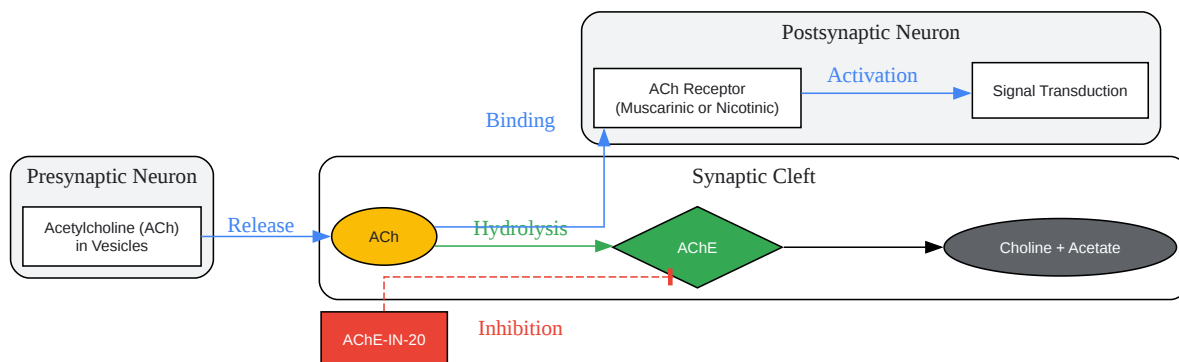 Postsynaptic Neuron
ACh Receptor
(Muscarinic or Nicotinic)
Activation
Signal Transduction
Binding
Presynaptic Neuron
Acetylcholine (ACh)
in Vesicles
Release
Synaptic Cleft
ACh
Hydrolysis
AChE
Choline + Acetate
AChE-IN-20
Inhibition